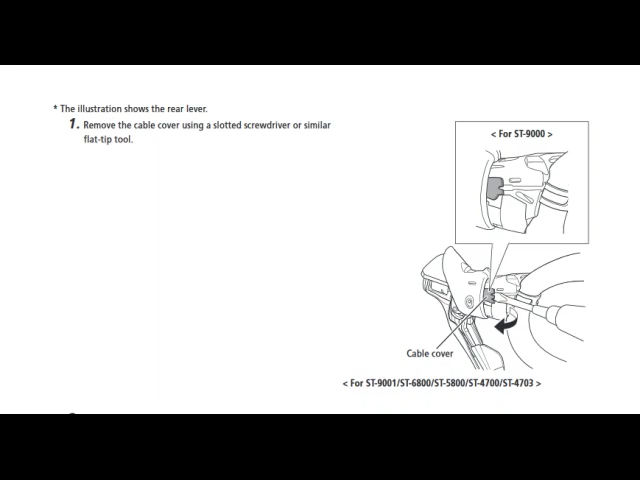 * The illustration shows the rear lever.
1. Remove the cable cover using a slotted screwdriver or similar
flat-tip tool.
< For ST-9000 >
Cable cover
< For ST-9001/ST-6800/ST-5800/ST-4700/ST-4703 >